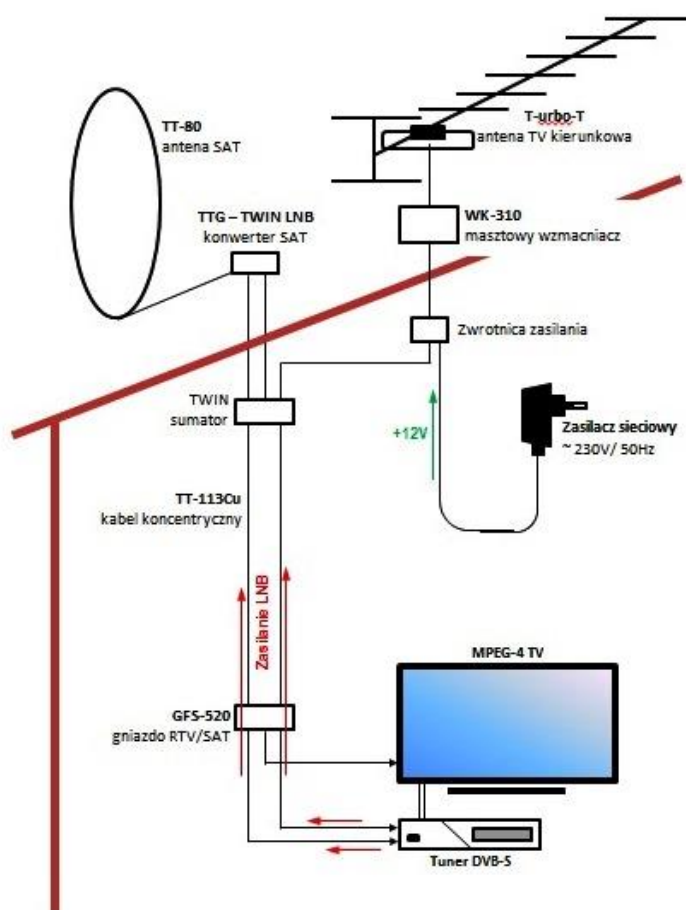 TT-80
antena SAT
T-urbo-T
antena TV kierunkowa
TTG – TWIN LNB
konwerter SAT
WK-310
masztowy wzmacniacz
Zwrotnica zasilania
TWIN
sumator
+12V
Zasilacz sieciowy
~ 230V/ 50Hz
TT-113Cu
kabel koncentryczny
Zasilanie LNB
MPEG-4 TV
GFS-520
gniazdo RTV/SAT
Tuner DVB-S